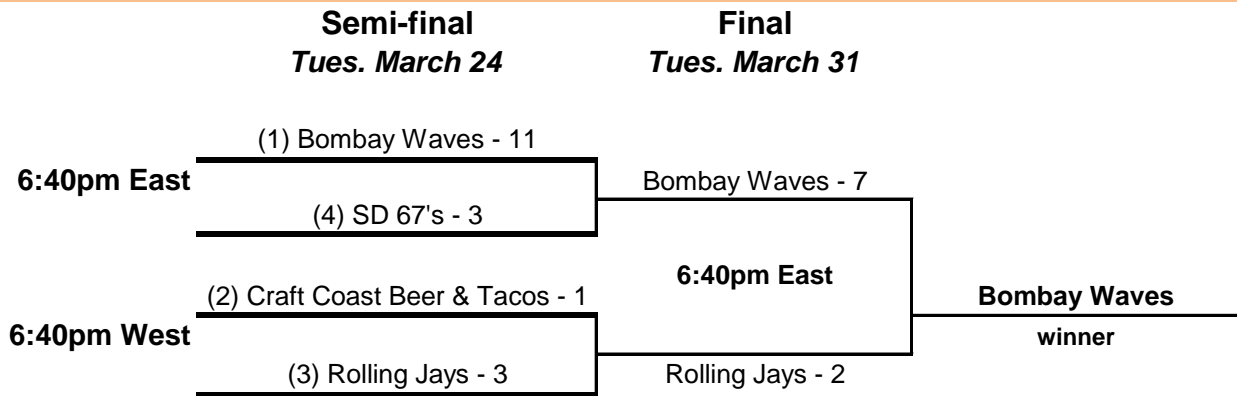 Semi-final
Final
Tues. March 24
Tues. March 31
(1) Bombay Waves - 11
6:40pm East
Bombay Waves - 7
(4) SD 67's - 3
6:40pm East
(2) Craft Coast Beer & Tacos - 1
Bombay Waves
6:40pm West
winner
(3) Rolling Jays - 3
Rolling Jays - 2